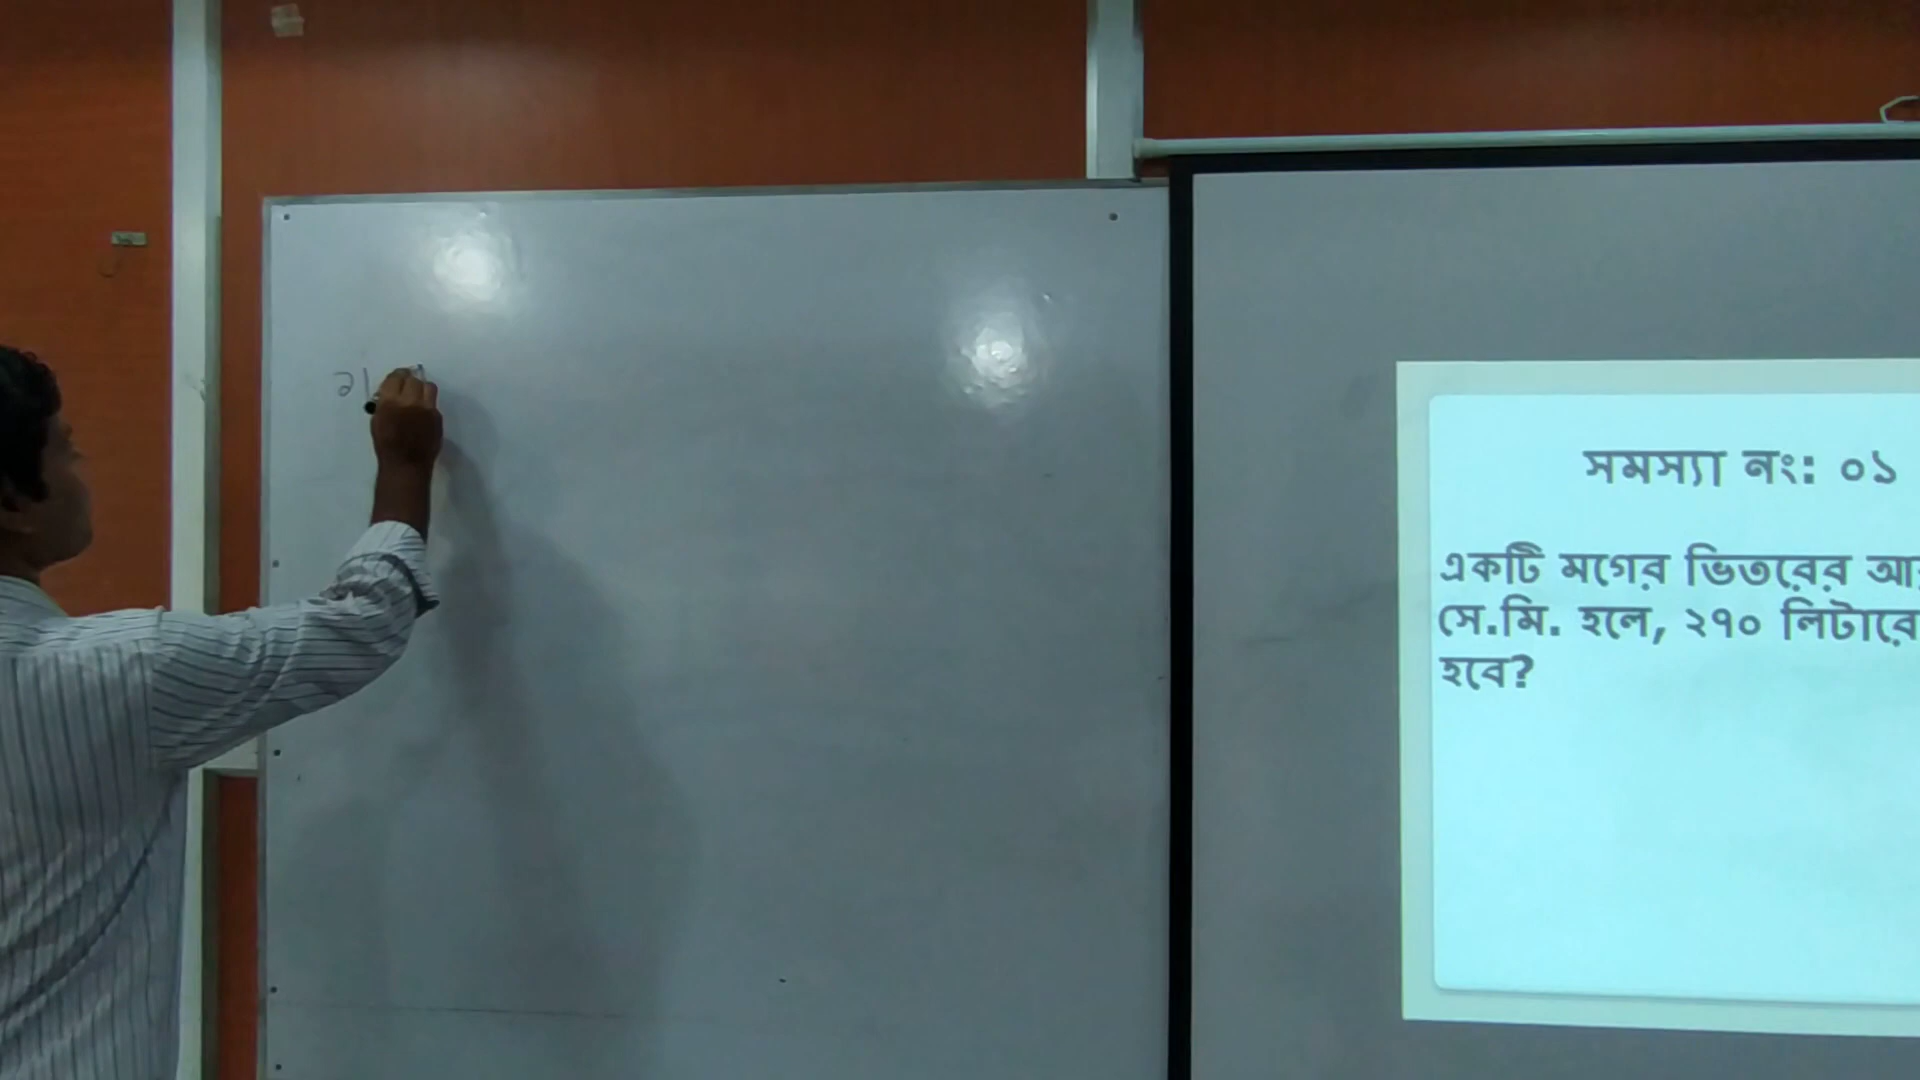 ১।
সমস্যা নং: ০১
একটি মগের ভিতরের
সে.মি. হলে, ২৭০ লিটারে
হবে?